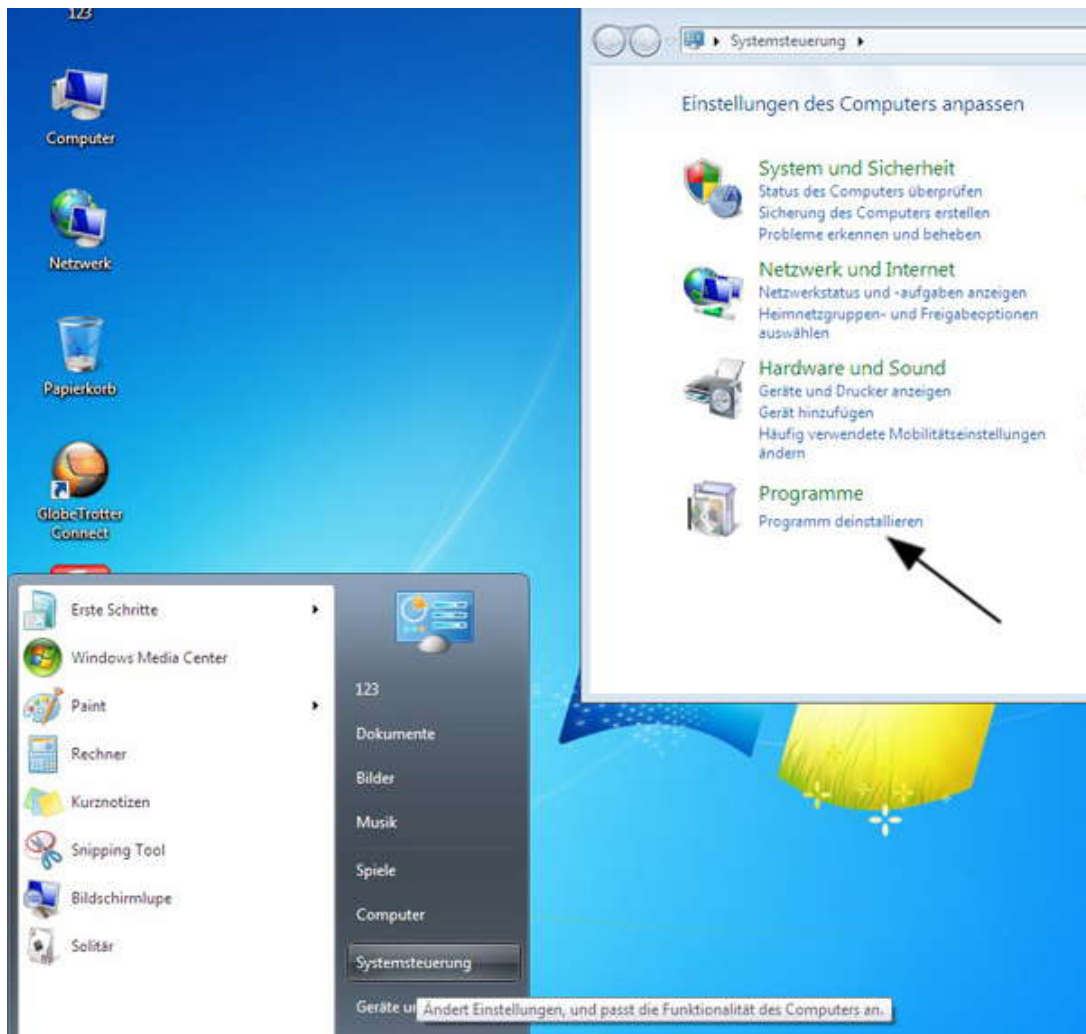 123
Computer
Netzwerk
Papierkorb
GlobeTrotter
Connect
Systemsteuerung
Einstellungen des Computers anpassen
System und Sicherheit
Status des Computers überprüfen
Sicherung des Computers erstellen
Probleme erkennen und beheben
Netzwerk und Internet
Netzwerkstatus und -aufgaben anzeigen
Heimnetzgruppen- und Freigabeoptionen
auswählen
Hardware und Sound
Geräte und Drucker anzeigen
Gerät hinzufügen
Häufig verwendete Mobilitätseinstellungen
ändern
Programme
Programm deinstallieren
Erste Schritte
Windows Media Center
Paint
Rechner
Kurznotizen
Snipping Tool
Bildschirmlupe
Solitär
123
Dokumente
Bilder
Musik
Spiele
Computer
Systemsteuerung
Geräte u
Ändert Einstellungen, und passt die Funktionalität des Computers an.